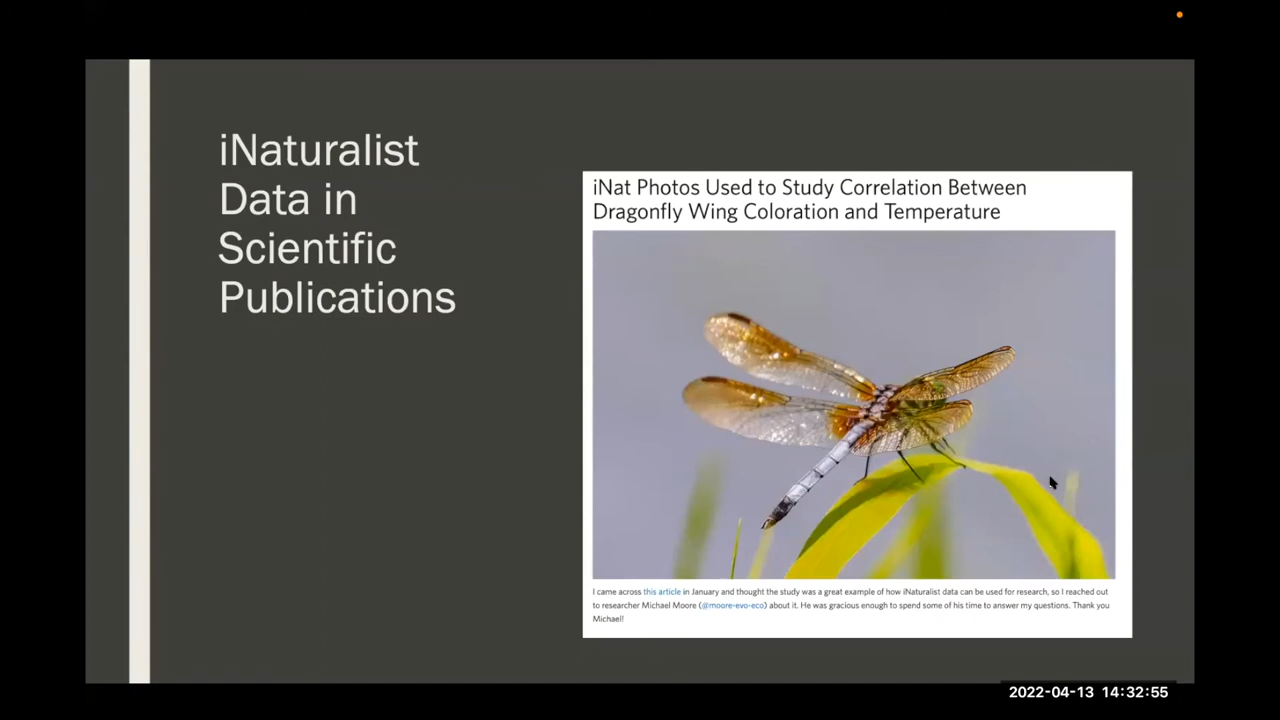 iNaturalist
Data in
Scientific
Publications
iNat Photos Used to Study Correlation Between
Dragonfly Wing Coloration and Temperature
I came across this article in January and thought the study was a great example of how iNaturalist data can be used for research, so I reached out
to researcher Michael Moore (@moore-evo-eco) about it. He was gracious enough to spend some of his time to answer my questions. Thank you
Michael!
2022-04-13 14:32:55